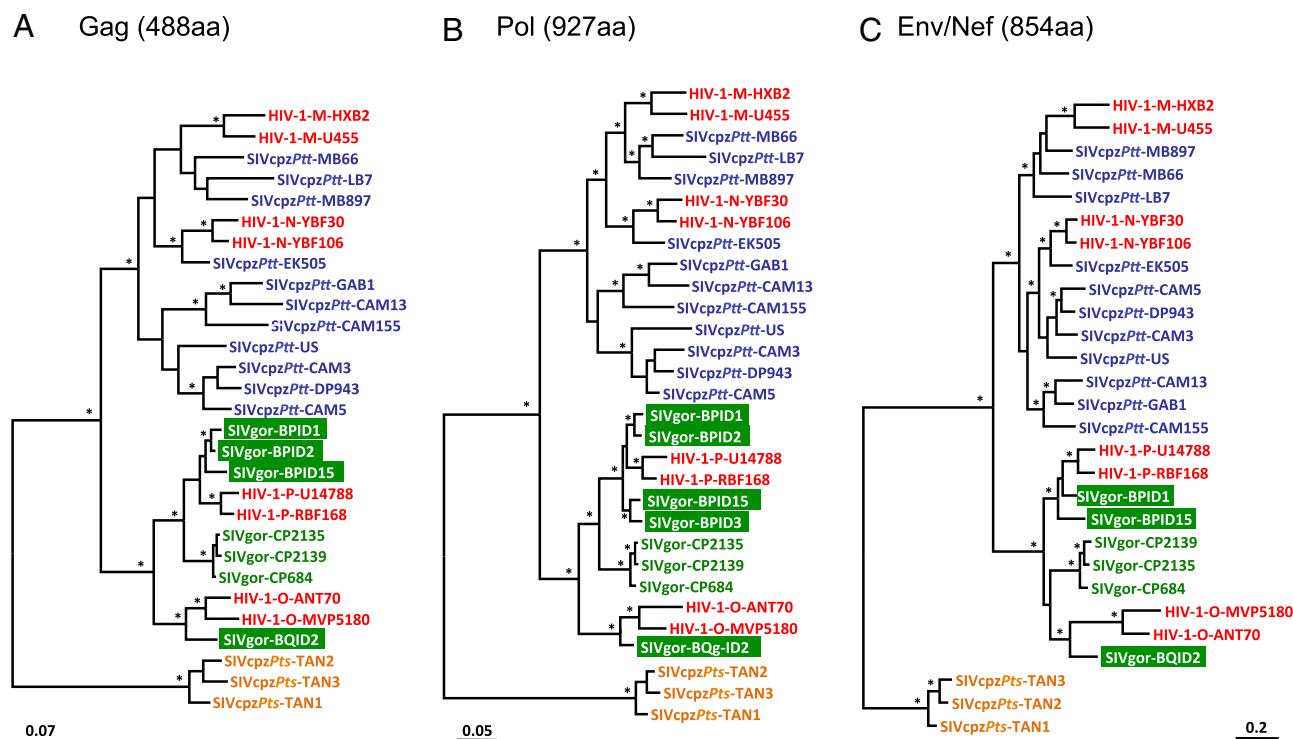 A Gag (488aa)
HIV-1-M-HXB2
HIV-1-M-U455
SIVcpzPtt-MB66
SIVcpzPtt-LB7
SIVcpzPtt-MB897
HIV-1-N-YBF30
HIV-1-N-YBF106
SIVcpzPtt-EK505
SIVcpzPtt-GAB1
SIVcpzPtt-CAM13
SIVcpzPtt-CAM155
SIVcpzPtt-US
SIVcpzPtt-CAM3
SIVcpzPtt-DP943
SIVcpzPtt-CAM5
SIVgor-BPID1
SIVgor-BPID2
SIVgor-BPID15
HIV-1-P-U14788
HIV-1-P-RBF168
SIVgor-CP2135
SIVgor-CP2139
SIVgor-CP684
HIV-1-O-ANT70
HIV-1-O-MVP5180
SIVgor-BQID2
SIVcpzPts-TAN2
SIVcpzPts-TAN3
SIVcpzPts-TAN1
0.07
B Pol (927aa)
HIV-1-M-HXB2
HIV-1-M-U455
SIVcpzPtt-MB66
SIVcpzPtt-LB7
SIVcpzPtt-MB897
HIV-1-N-YBF30
HIV-1-N-YBF106
SIVcpzPtt-EK505
SIVcpzPtt-GAB1
SIVcpzPtt-CAM13
SIVcpzPtt-CAM155
SIVcpzPtt-US
SIVcpzPtt-CAM3
SIVcpzPtt-DP943
SIVcpzPtt-CAM5
SIVgor-BPID1
SIVgor-BPID2
HIV-1-P-U14788
HIV-1-P-RBF168
SIVgor-BPID15
SIVgor-BPID3
SIVgor-CP2135
SIVgor-CP2139
SIVgor-CP684
HIV-1-O-ANT70
HIV-1-O-MVP5180
SIVgor-BQg-ID2
SIVcpzPts-TAN2
SIVcpzPts-TAN3
SIVcpzPts-TAN1
0.05
C Env/Nef (854aa)
HIV-1-M-HXB2
HIV-1-M-U455
SIVcpzPtt-MB897
SIVcpzPtt-MB66
SIVcpzPtt-LB7
HIV-1-N-YBF30
HIV-1-N-YBF106
SIVcpzPtt-EK505
SIVcpzPtt-CAM5
SIVcpzPtt-DP943
SIVcpzPtt-CAM3
SIVcpzPtt-US
SIVcpzPtt-CAM13
SIVcpzPtt-GAB1
SIVcpzPtt-CAM155
HIV-1-P-U14788
HIV-1-P-RBF168
SIVgor-BPID1
SIVgor-BPID15
SIVgor-CP2139
SIVgor-CP2135
SIVgor-CP684
HIV-1-O-MVP5180
HIV-1-O-ANT70
SIVgor-BQID2
SIVcpzPts-TAN3
SIVcpzPts-TAN2
SIVcpzPts-TAN1
0.2